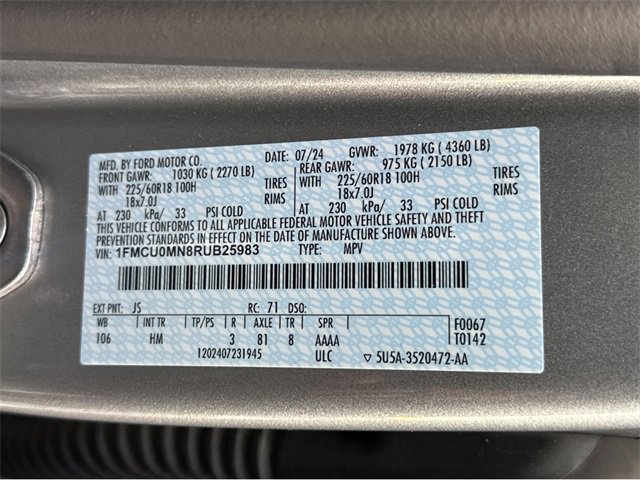 MFD. BY FORD MOTOR CO. DATE: 07/24 GVWR: 1978 KG ( 4360 LB)
FRONT GAWR: 1030 KG ( 2270 LB) REAR GAWR: 975 KG ( 2150 LB)
WITH 225/60R18 100H TIRES WITH 225/60R18 100H TIRES
18x7.0J RIMS 18x7.0J RIMS
AT 230 kPa/ 33 PSI COLD AT 230 kPa/ 33 PSI COLD
THIS VEHICLE CONFORMS TO ALL APPLICABLE FEDERAL MOTOR VEHICLE SAFETY AND THEFT
PREVENTION STANDARDS IN EFFECT ON THE DATE OF MANUFACTURE SHOWN ABOVE.
VIN: 1FMCU0MN8RUB25983 TYPE: MPV
EXT PNT: JS RC: 71 DSO:
WB INT TR TP/PS R AXLE TR SPR F0067
106 HM 3 81 8 AAAA T0142
1202407231945 ULC ▽ 5U5A-3520472-AA